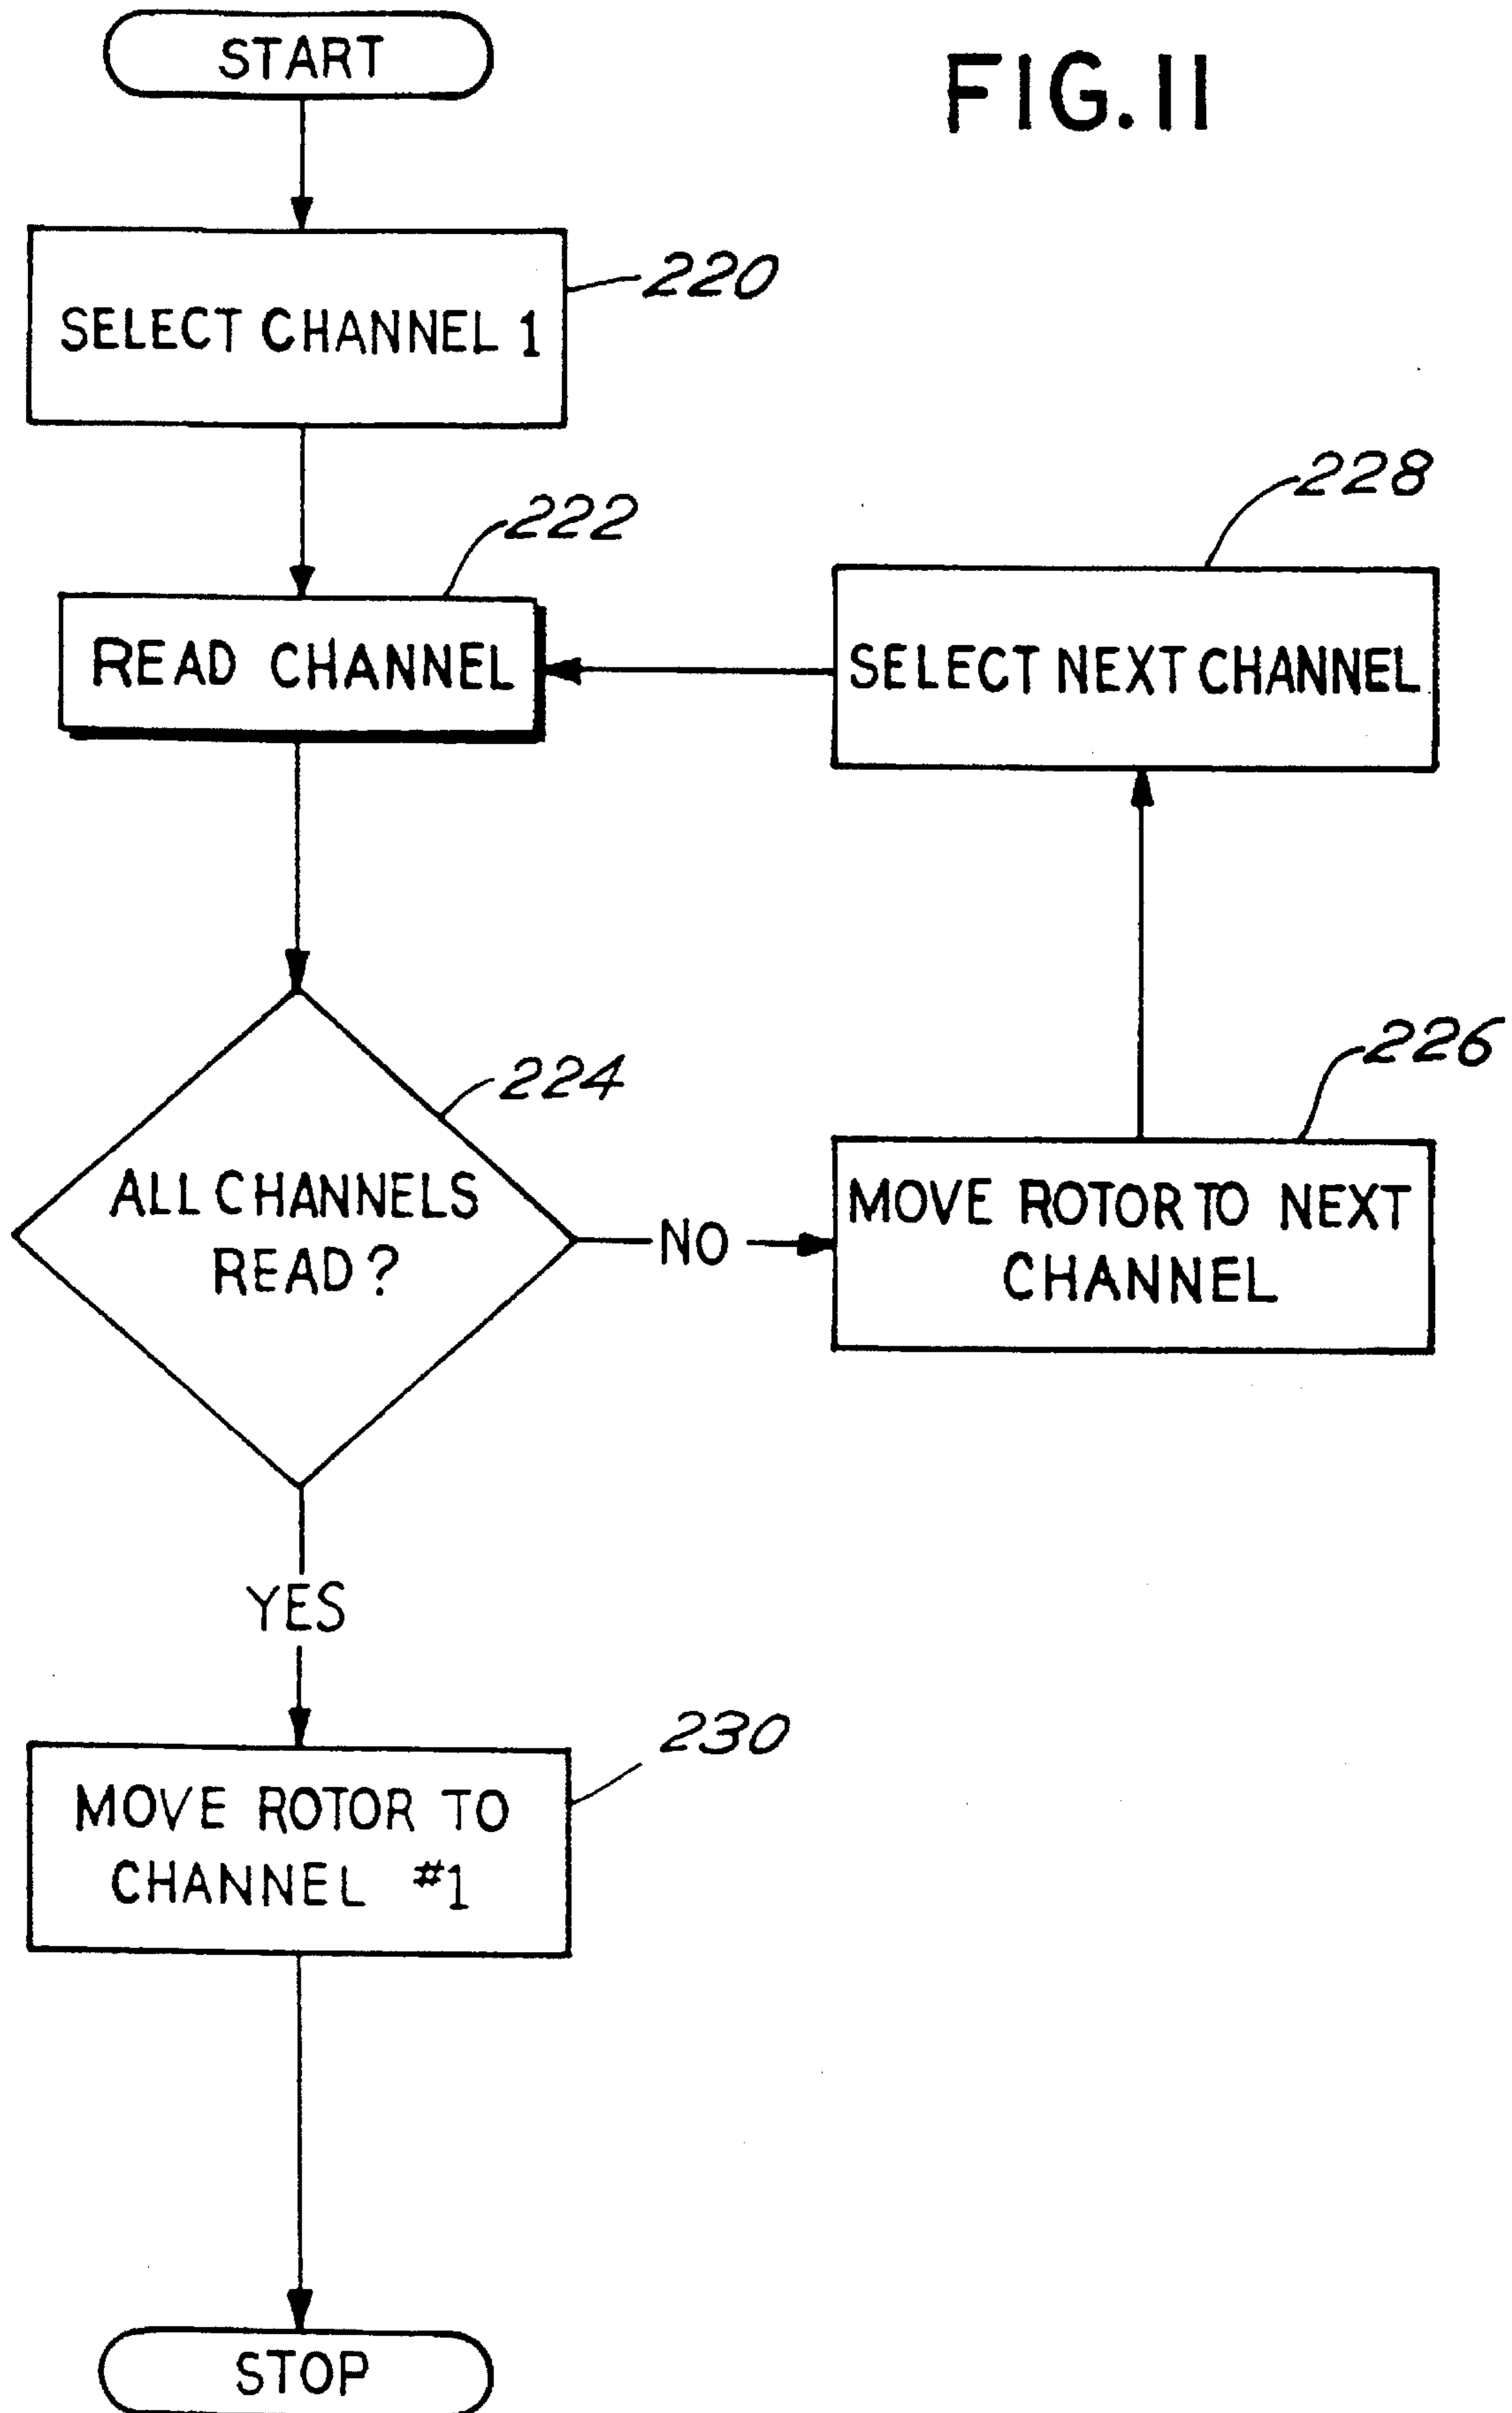 START
FIG. 11
SELECT CHANNEL 1
220
228
222
READ CHANNEL
SELECT NEXT CHANNEL
226
224
ALL CHANNELS
READ?
NO
MOVE ROTOR TO NEXT
CHANNEL
YES
230
MOVE ROTOR TO
CHANNEL #1
STOP